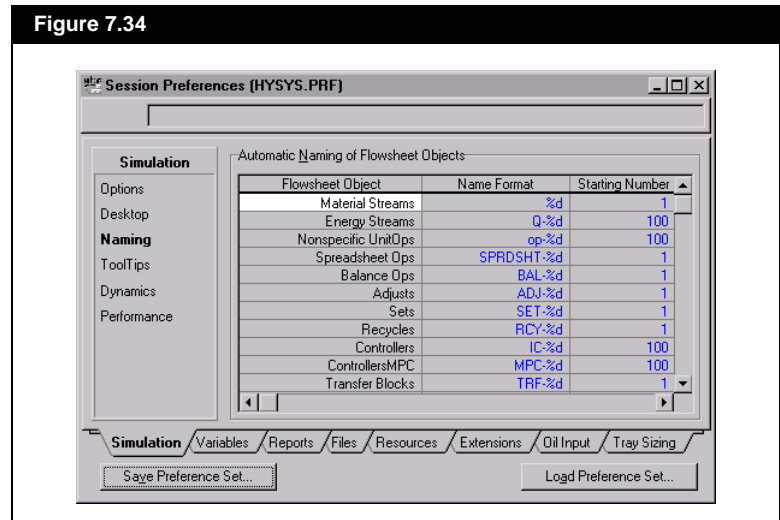 Figure 7.34
Session Preferences (HYSYS.PRF)
Simulation
Options
Desktop
Naming
ToolTips
Dynamics
Performance
Automatic Naming of Flowsheet Objects
Flowsheet Object Name Format Starting Number
Material Streams %d 1
Energy Streams Q-%d 100
Nonspecific UnitOps op-%d 100
Spreadsheet Ops SPRDSHT-%d 1
Balance Ops BAL-%d 1
Adjusts ADJ-%d 1
Sets SET-%d 1
Recycles RCY-%d 1
Controllers IC-%d 100
ControllersMPC MPC-%d 100
Transfer Blocks TRF-%d 1
Simulation Variables Reports Files Resources Extensions Oil Input Tray Sizing
Save Preference Set... Load Preference Set...